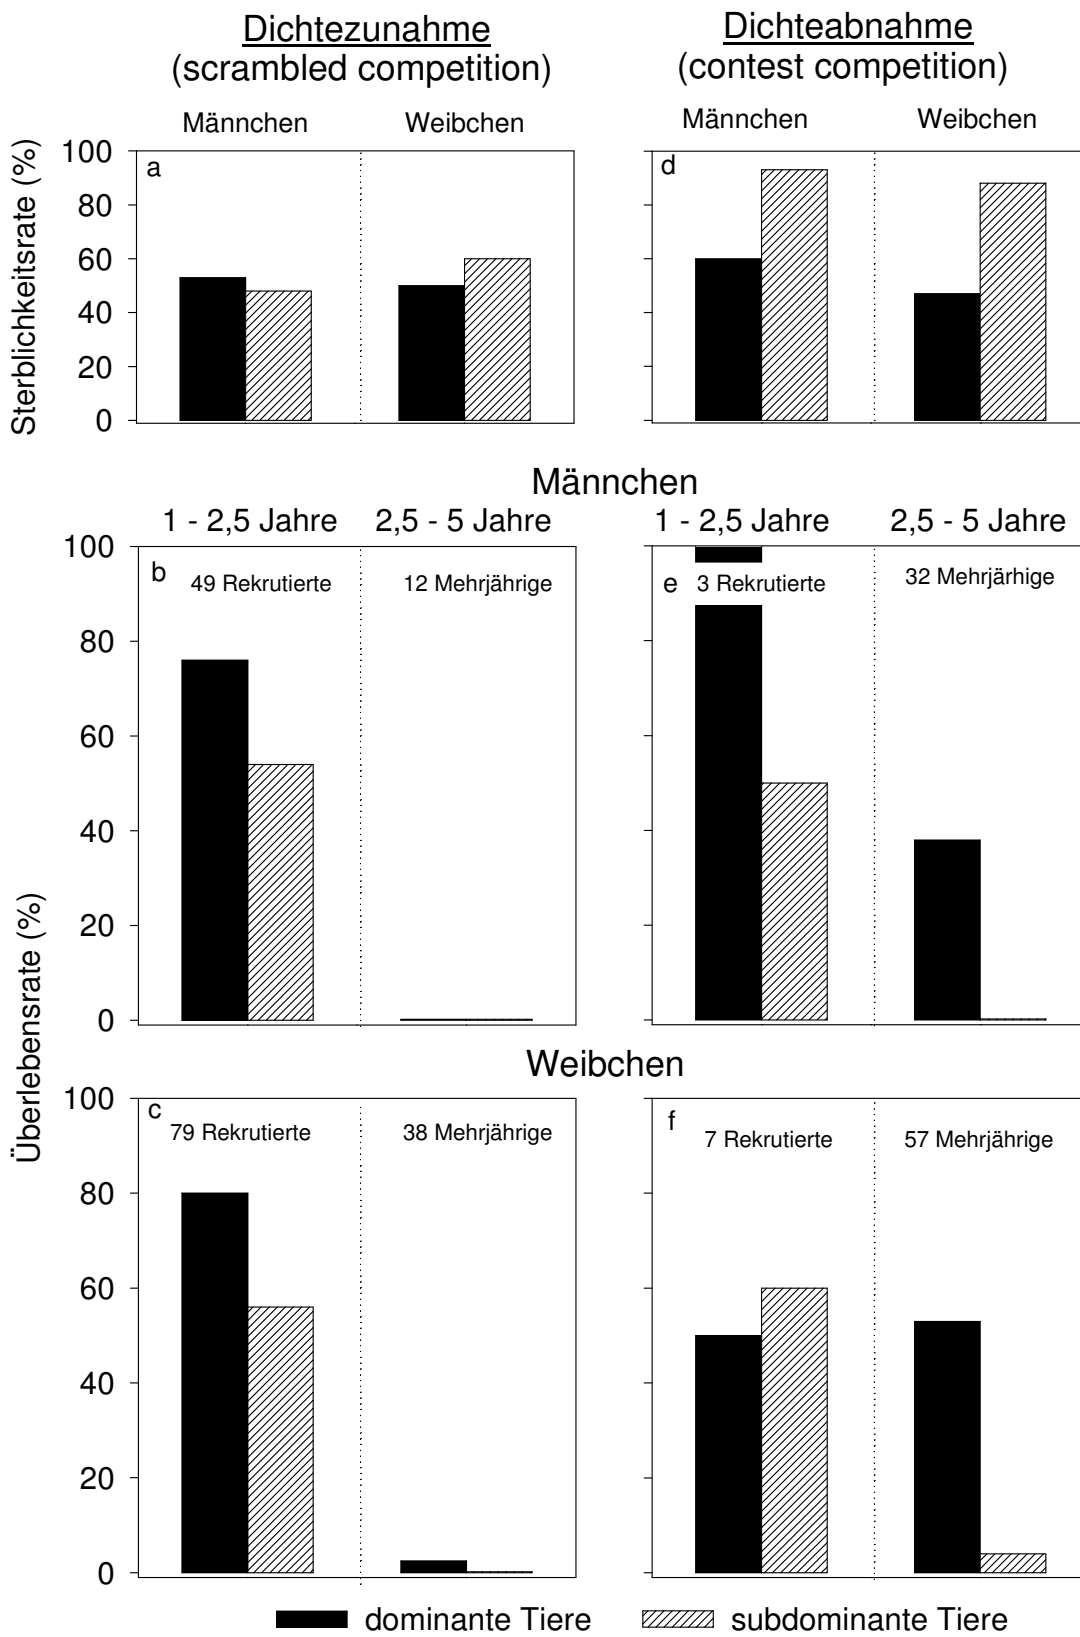 Dichtezunahme
(scrambled competition)
Dichteabnahme
(contest competition)
Männchen
Weibchen
Männchen
Weibchen
Sterblichkeitsrate (%)
100
80
60
40
20
0
a
d
Männchen
1 - 2,5 Jahre
2,5 - 5 Jahre
1 - 2,5 Jahre
2,5 - 5 Jahre
Überlebensrate (%)
100
80
60
40
20
0
b
49 Rekrutierte
12 Mehrjährige
e
3 Rekrutierte
32 Mehrjärhige
Weibchen
100
80
60
40
20
0
c
79 Rekrutierte
38 Mehrjährige
f
7 Rekrutierte
57 Mehrjährige
dominante Tiere
subdominante Tiere